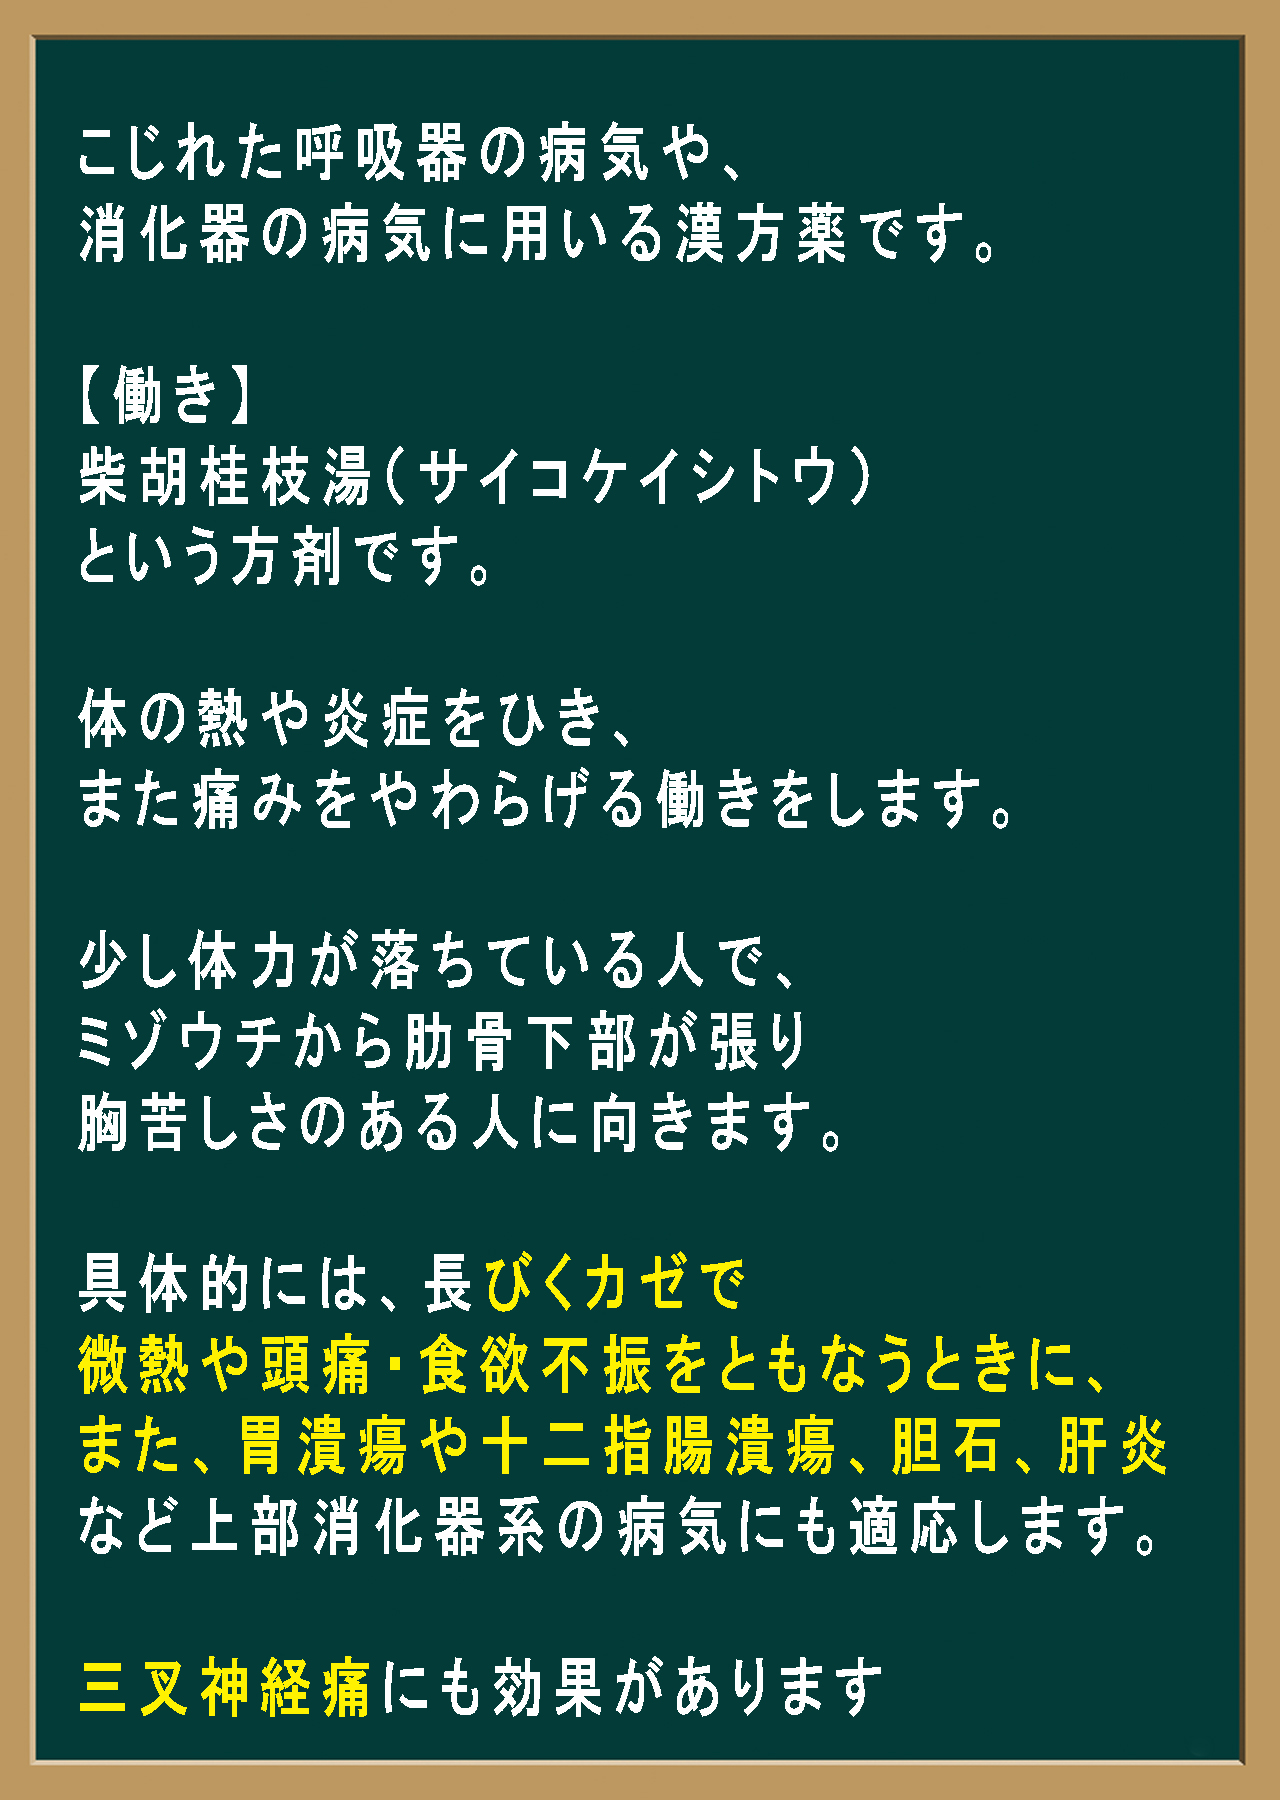 こじれた呼吸器の病気や、
消化器の病気に用いる漢方薬です。
【働き】
柴胡桂枝湯(サイコケイシトウ)
という方剤です。
体の熱や炎症をひき、
また痛みをやわらげる働きをします。
少し体力が落ちている人で、
ミゾウチから肋骨下部が張り
胸苦しさのある人に向きます。
具体的には、長びくカゼで
微熱や頭痛・食欲不振をともなうときに、
また、胃潰瘍や十二指腸潰瘍、胆石、肝炎
など上部消化器系の病気にも適応します。
三叉神経痛にも効果があります